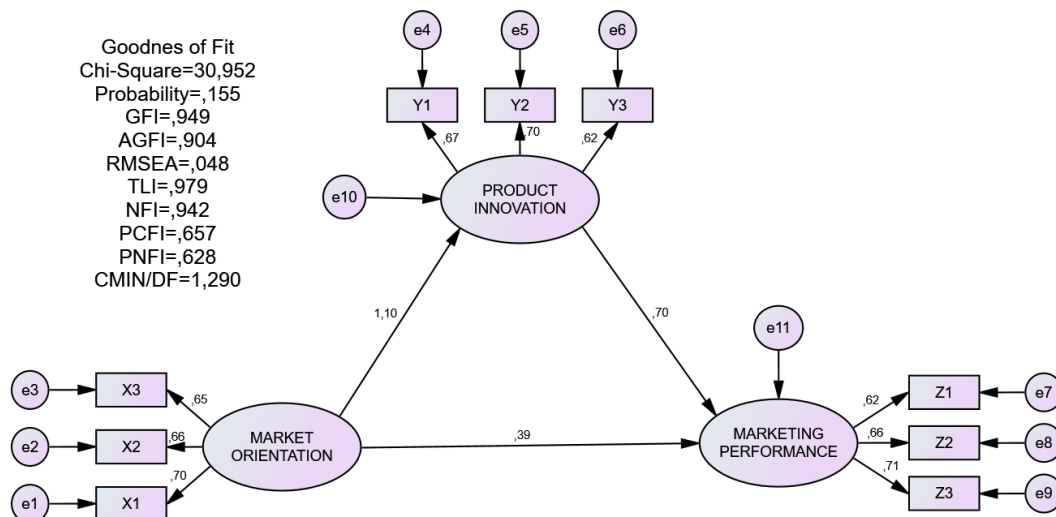 Goodnes of Fit
Chi-Square=30,952
Probability=,155
GFI=,949
AGFI=,904
RMSEA=,048
TLI=,979
NFI=,942
PCFI=,657
PNFI=,628
CMIN/DF=1,290
e4
e5
e6
Y1
Y2
Y3
,67
,70
,62
e10
PRODUCT
INNOVATION
1,10
,70
e11
e3
X3
,65
e2
X2
,66
e1
X1
,70
MARKET
ORIENTATION
,39
MARKETING
PERFORMANCE
,62
Z1
e7
,66
Z2
e8
,71
Z3
e9